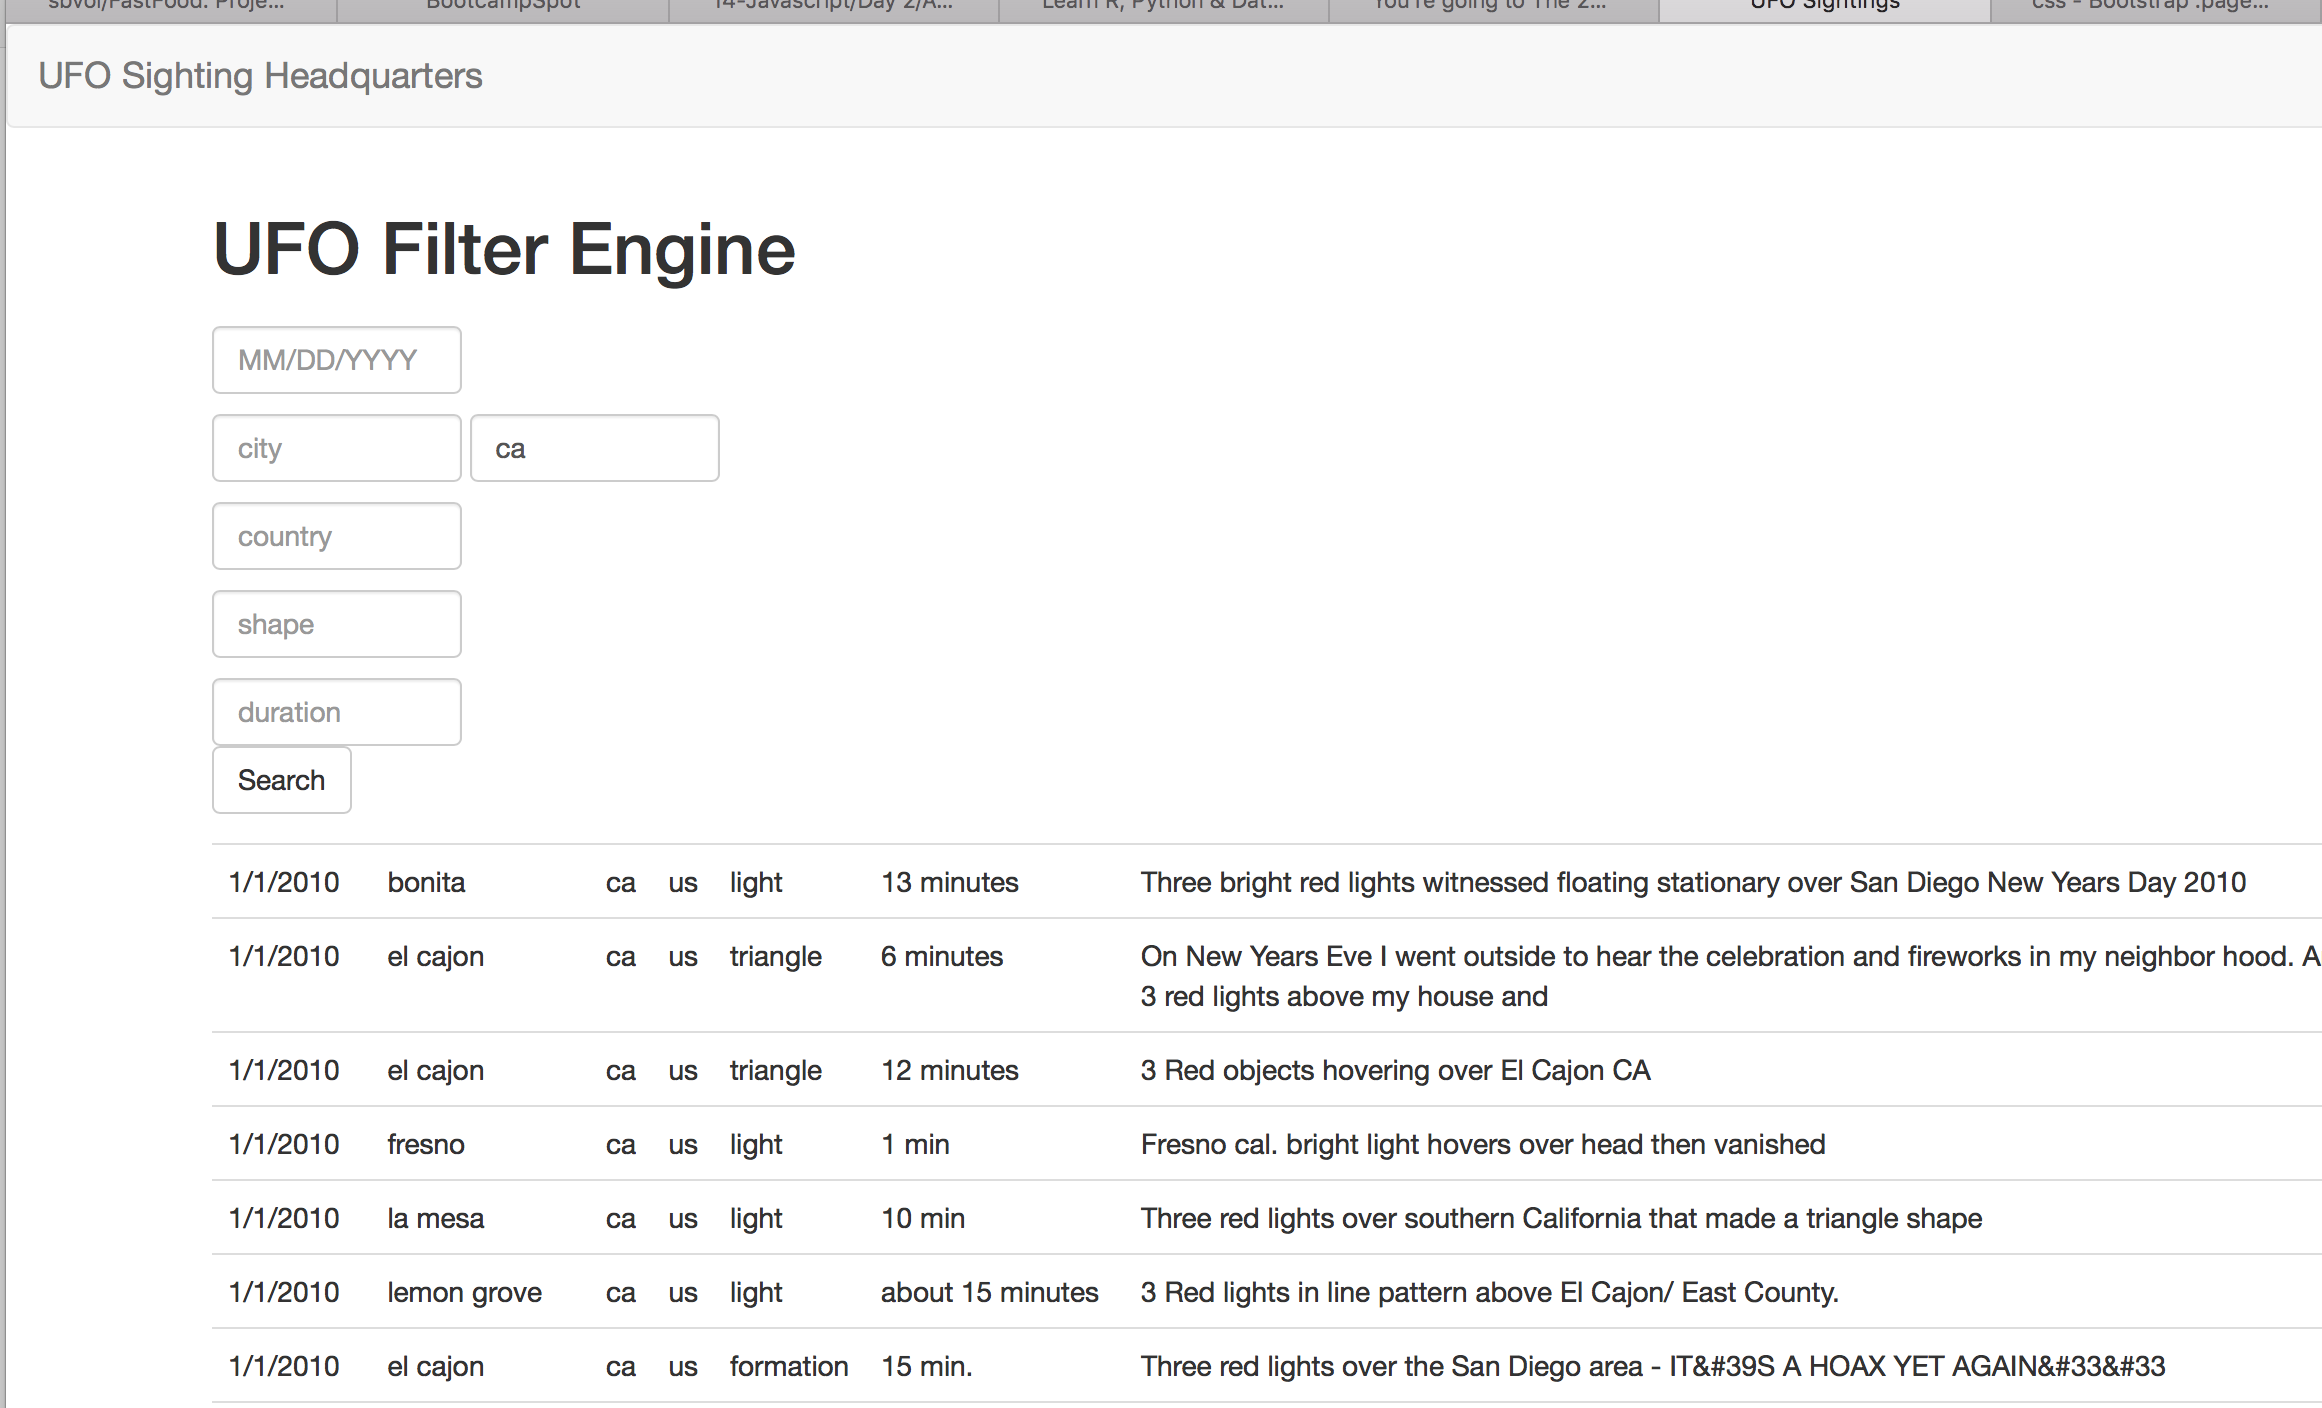 sbvol/FastFood: Proje...
BootcampSpot
14-Javascript/Day 2/A...
Learn R, Python & Dat...
You're going to The 2...
UFO Sightings
css - Bootstrap .page...
UFO Sighting Headquarters
UFO Filter Engine
MM/DD/YYYY
city ca
country
shape
duration
Search
1/1/2010 bonita ca us light 13 minutes Three bright red lights witnessed floating stationary over San Diego New Years Day 2010
1/1/2010 el cajon ca us triangle 6 minutes On New Years Eve I went outside to hear the celebration and fireworks in my neighbor hood. A
3 red lights above my house and
1/1/2010 el cajon ca us triangle 12 minutes 3 Red objects hovering over El Cajon CA
1/1/2010 fresno ca us light 1 min Fresno cal. bright light hovers over head then vanished
1/1/2010 la mesa ca us light 10 min Three red lights over southern California that made a triangle shape
1/1/2010 lemon grove ca us light about 15 minutes 3 Red lights in line pattern above El Cajon/ East County.
1/1/2010 el cajon ca us formation 15 min. Three red lights over the San Diego area - IT&#39S A HOAX YET AGAIN&#33&#33